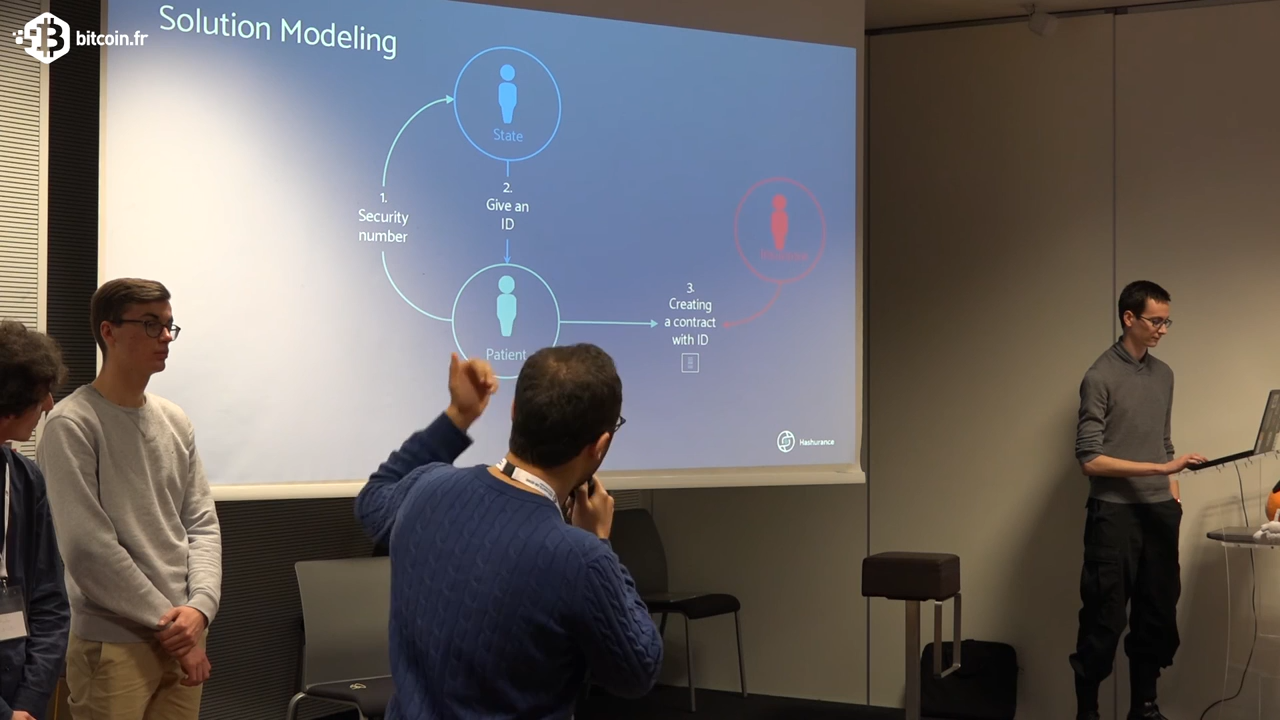 bitcoin.fr
Solution Modeling
State
1.
Security
number
2.
Give an
ID
Patient
3.
Creating
a contract
with ID
Hashurance